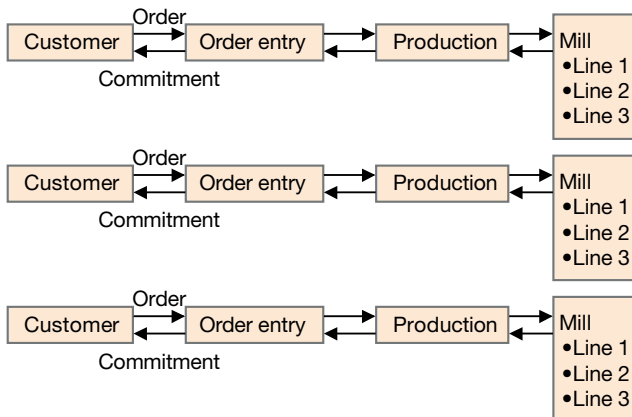 Order
Customer Order entry Production Mill
Commitment
•Line 1
•Line 2
•Line 3
Order
Customer Order entry Production Mill
Commitment
•Line 1
•Line 2
•Line 3
Order
Customer Order entry Production Mill
Commitment
•Line 1
•Line 2
•Line 3